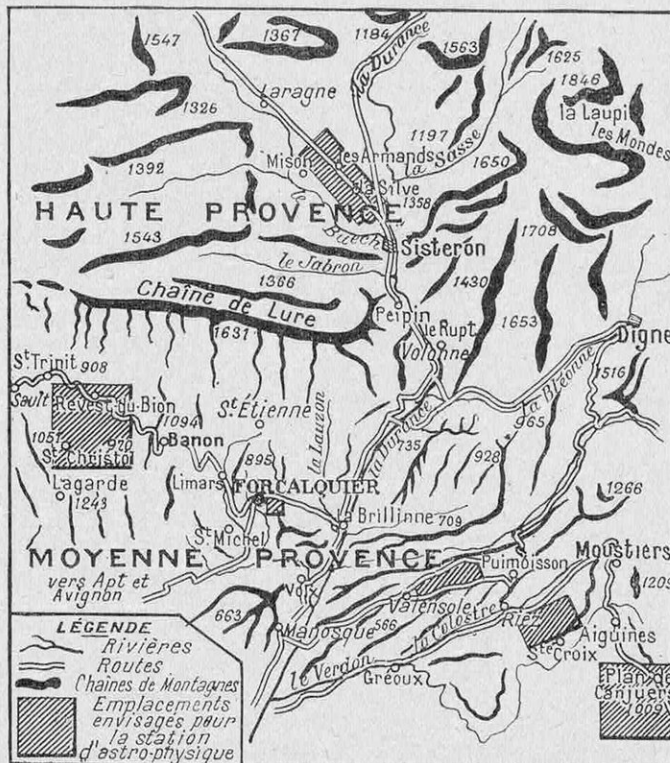 1547
1367
1184
la Durance
1563
1625
1846
la Laupi
les Mondes
Laragne
1326
1197
la Sasse
1392
Mison
les Armands
la Silve
1650
1358
HAUTE PROVENCE
le Buëch
1543
Sisteron
1708
le Jabron
1366
1430
Chaîne de Lure
Peipin
1631
le Rupt
Volonne
1653
Digne
St Trinit 908
la Bléonne
1516
Sault
Revest-du-Bion
1094
St Étienne
la Lauzon
la Durance
965
1051
970
Banon
735
St Christol
895
928
Lagarde
1243
Limars
FORCALQUIER
1266
la Brillinne 709
St Michel
MOYENNE PROVENCE
Puimoisson
Moustiers
vers Apt et
Avignon
Voix
1209
663
Valensole
Manosque 566
la Colostre
Riez
Aiguines
Ste Croix
le Verdon
Gréoux
Plan de
Canjuers
1009
LÉGENDE
Rivières
Routes
Chaînes de Montagnes
Emplacements
envisagés pour
la station
d'astro-physique